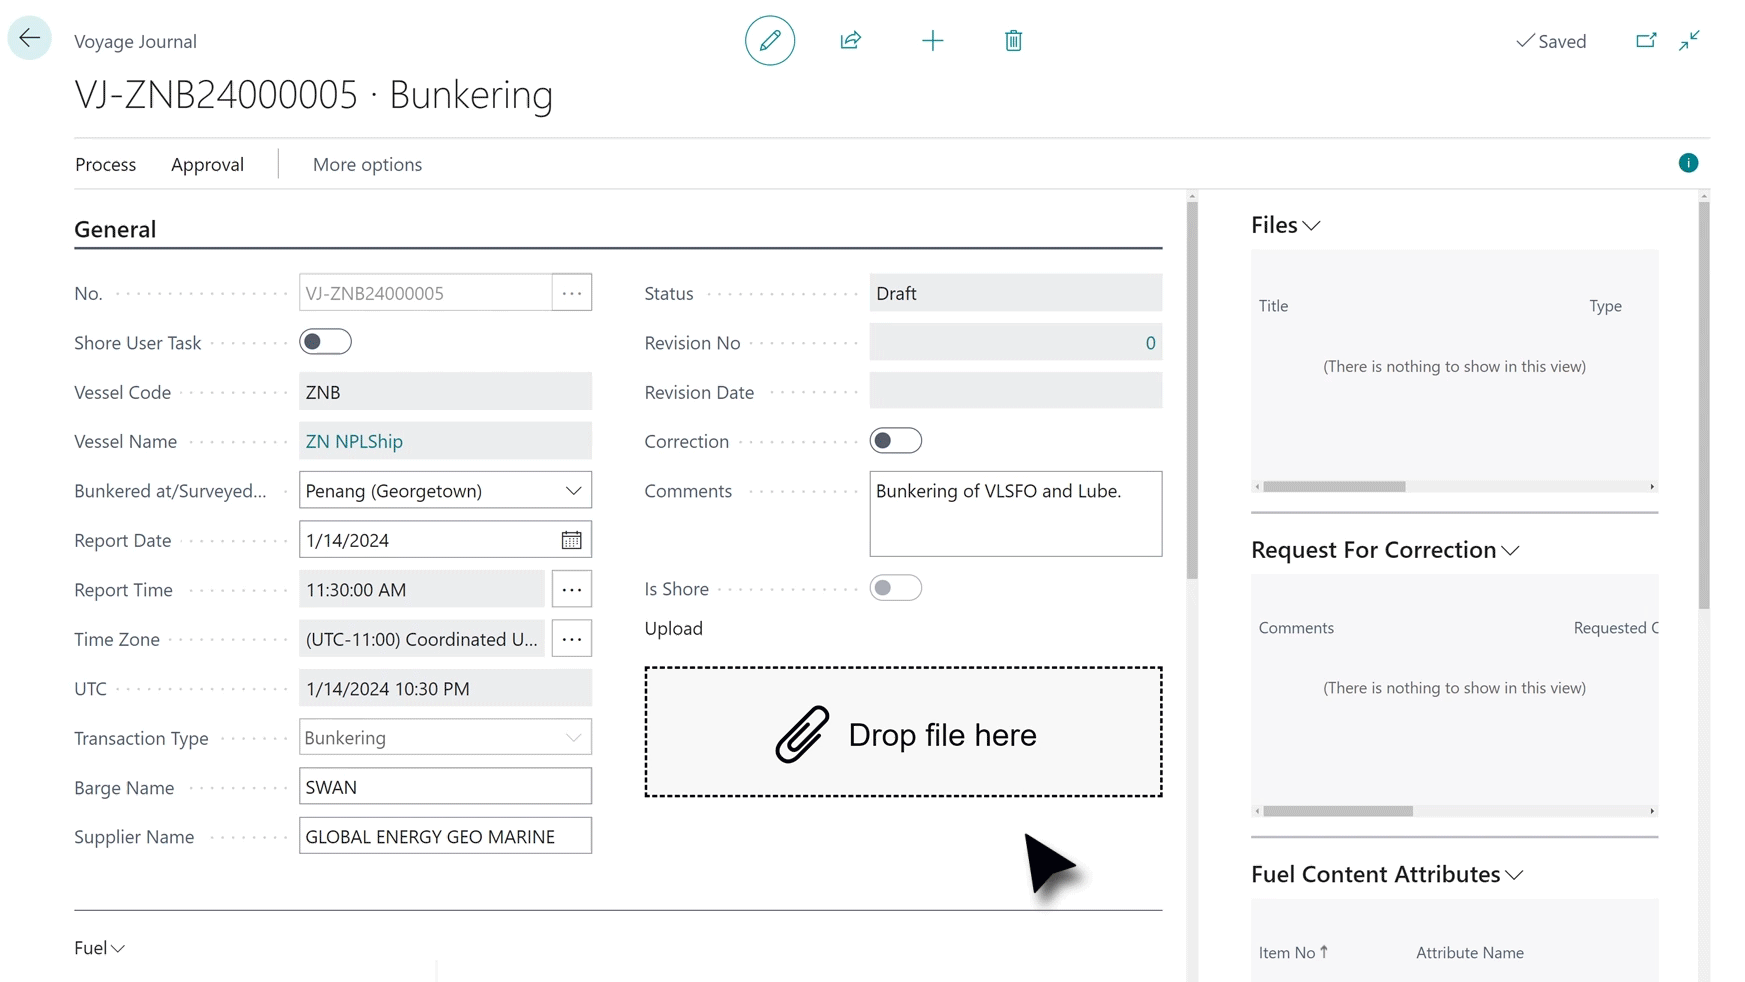 Voyage Journal
Saved
VJ-ZNB24000005 · Bunkering
Process Approval More options
General
No. VJ-ZNB24000005 ...
Shore User Task
Vessel Code ZNB
Vessel Name ZN NPLShip
Bunkered at/Surveyed... Penang (Georgetown)
Report Date 1/14/2024
Report Time 11:30:00 AM ...
Time Zone (UTC-11:00) Coordinated U... ...
UTC 1/14/2024 10:30 PM
Transaction Type Bunkering
Barge Name SWAN
Supplier Name GLOBAL ENERGY GEO MARINE
Status Draft
Revision No 0
Revision Date
Correction
Comments Bunkering of VLSFO and Lube.
Is Shore
Upload
Drop file here
Fuel
Files
Title Type
(There is nothing to show in this view)
Request For Correction
Comments Requested C
(There is nothing to show in this view)
Fuel Content Attributes
Item No ↑ Attribute Name